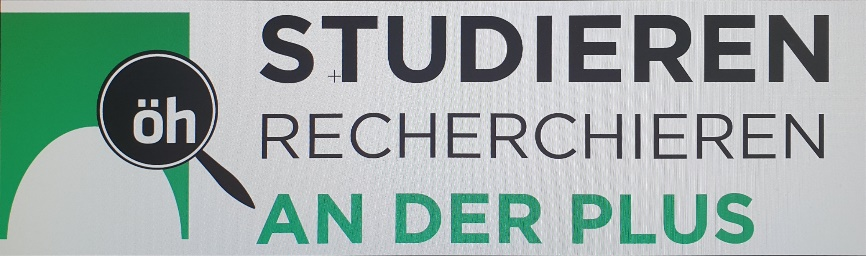 öh
STUDIEREN
RECHERCHIEREN
AN DER PLUS